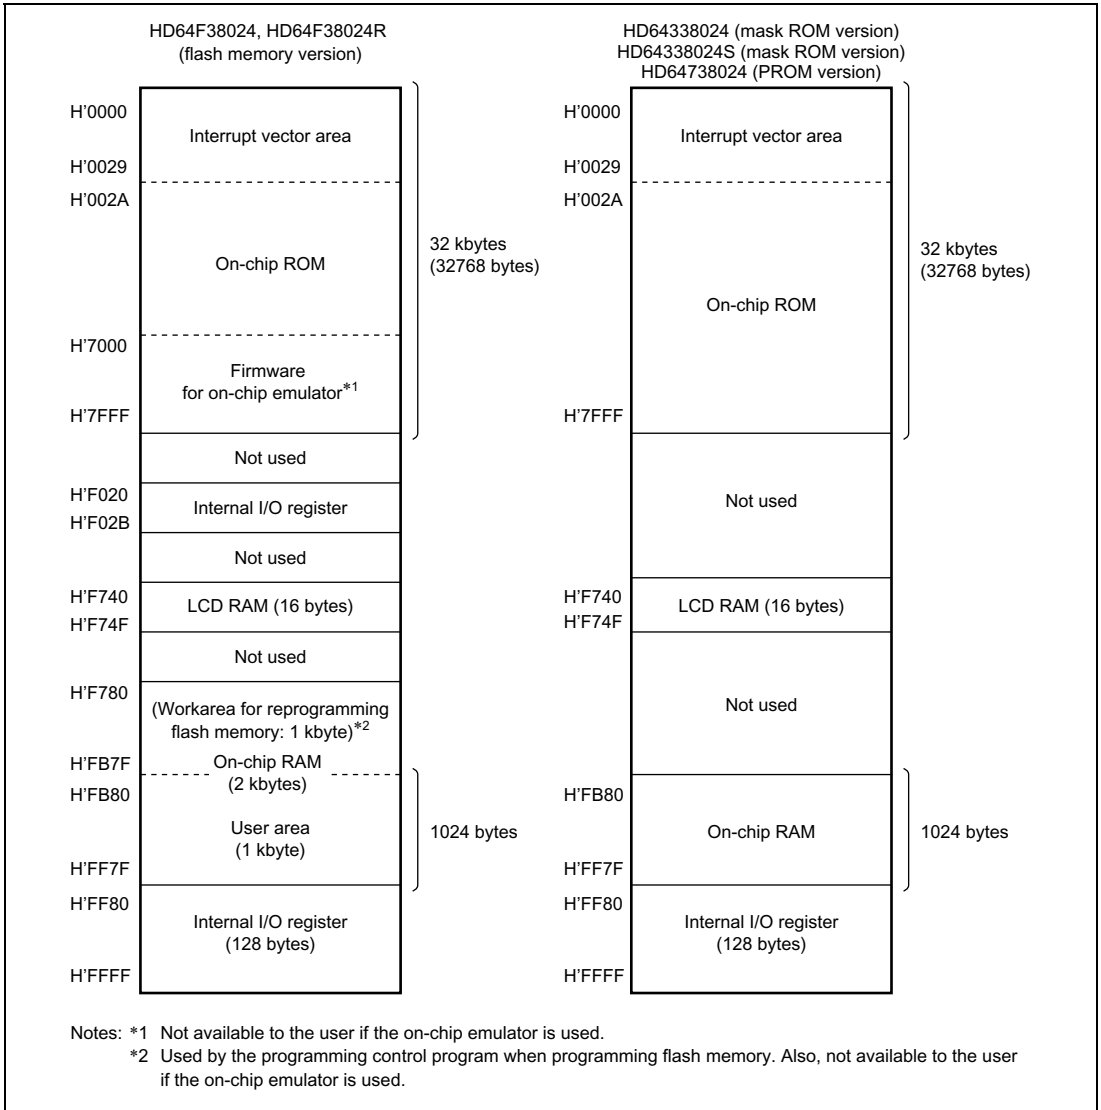 HD64F38024, HD64F38024R
(flash memory version)
H'0000
Interrupt vector area
H'0029
H'002A
On-chip ROM
32 kbytes
(32768 bytes)
H'7000
Firmware
for on-chip emulator*1
H'7FFF
Not used
H'F020
Internal I/O register
H'F02B
Not used
H'F740
LCD RAM (16 bytes)
H'F74F
Not used
H'F780
(Workarea for reprogramming
flash memory: 1 kbyte)*2
H'FB7F
On-chip RAM
(2 kbytes)
H'FB80
User area
(1 kbyte)
1024 bytes
H'FF7F
H'FF80
Internal I/O register
(128 bytes)
H'FFFF
HD64338024 (mask ROM version)
HD64338024S (mask ROM version)
HD64738024 (PROM version)
H'0000
Interrupt vector area
H'0029
H'002A
32 kbytes
(32768 bytes)
On-chip ROM
H'7FFF
Not used
H'F740
LCD RAM (16 bytes)
H'F74F
Not used
H'FB80
On-chip RAM
1024 bytes
H'FF7F
H'FF80
Internal I/O register
(128 bytes)
H'FFFF
Notes: *1 Not available to the user if the on-chip emulator is used.
*2 Used by the programming control program when programming flash memory. Also, not available to the user
if the on-chip emulator is used.